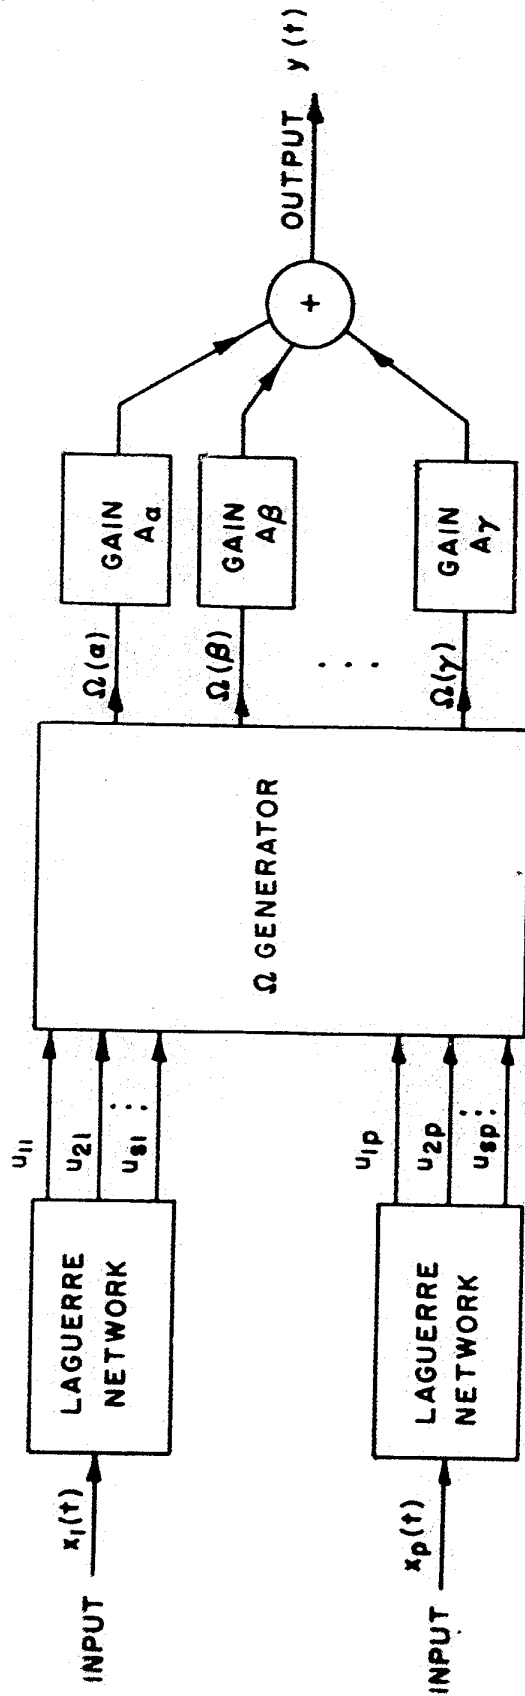 INPUT
x₁(t)
LAGUERRE
NETWORK
u₁₁
u₂₁
uₛ₁
⋮
INPUT
xₚ(t)
LAGUERRE
NETWORK
u₁ₚ
u₂ₚ
uₛₚ
⋮
Ω GENERATOR
Ω(α)
GAIN
Aα
Ω(β)
GAIN
Aβ
. . .
Ω(γ)
GAIN
Aγ
+
OUTPUT y(t)